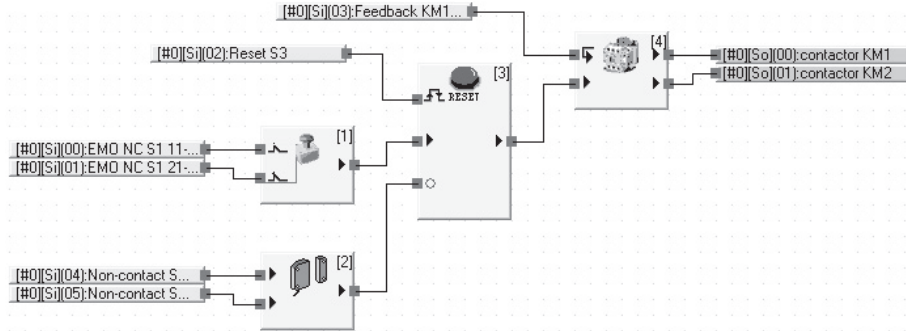 [#0][Si](03):Feedback KM1...
[#0][Si](02):Reset S3
[4]
[#0][So](00):contactor KM1
[#0][So](01):contactor KM2
[3]
RESET
[1]
[#0][Si](00):EMO NC S1 11-...
[#0][Si](01):EMO NC S1 21-...
[2]
[#0][Si](04):Non-contact S...
[#0][Si](05):Non-contact S...